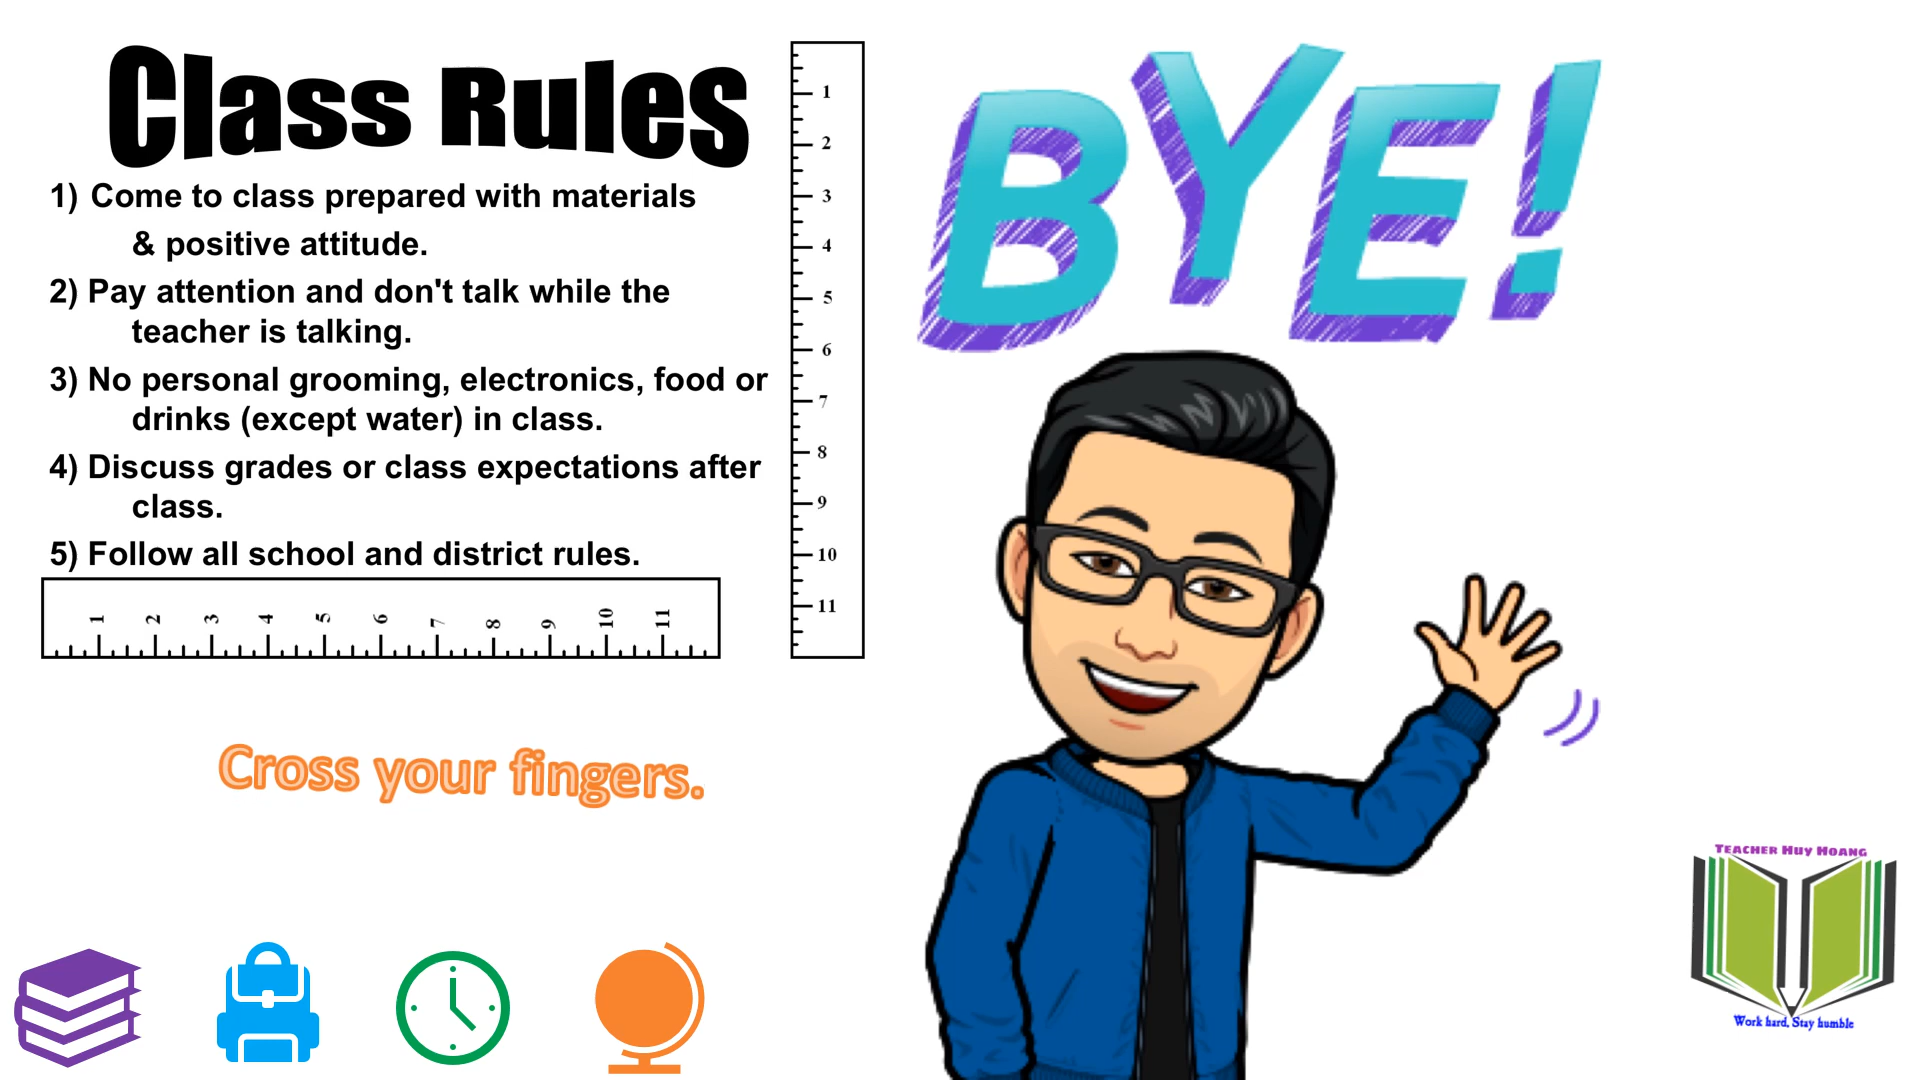 Class Rules
1) Come to class prepared with materials
& positive attitude.
2) Pay attention and don't talk while the
teacher is talking.
3) No personal grooming, electronics, food or
drinks (except water) in class.
4) Discuss grades or class expectations after
class.
5) Follow all school and district rules.
1 2 3 4 5 6 7 8 9 10 11
1
2
3
4
5
6
7
8
9
10
11
Cross your fingers.
BYE!
Teacher Huy Hoang
Work hard, Stay humble